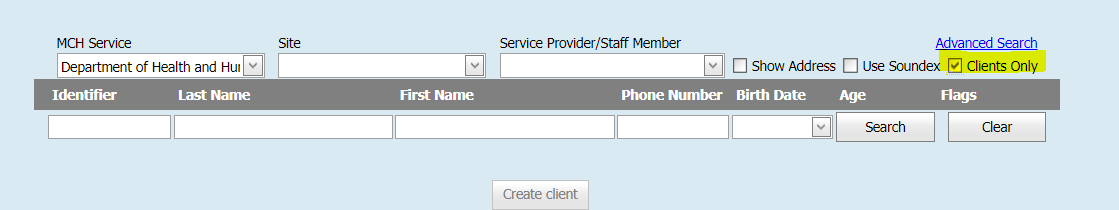 MCH Service Site Service Provider/Staff Member Advanced Search
Department of Health and Hu Show Address Use Soundex Clients Only
Identifier Last Name First Name Phone Number Birth Date Age Flags
Search Clear
Create client